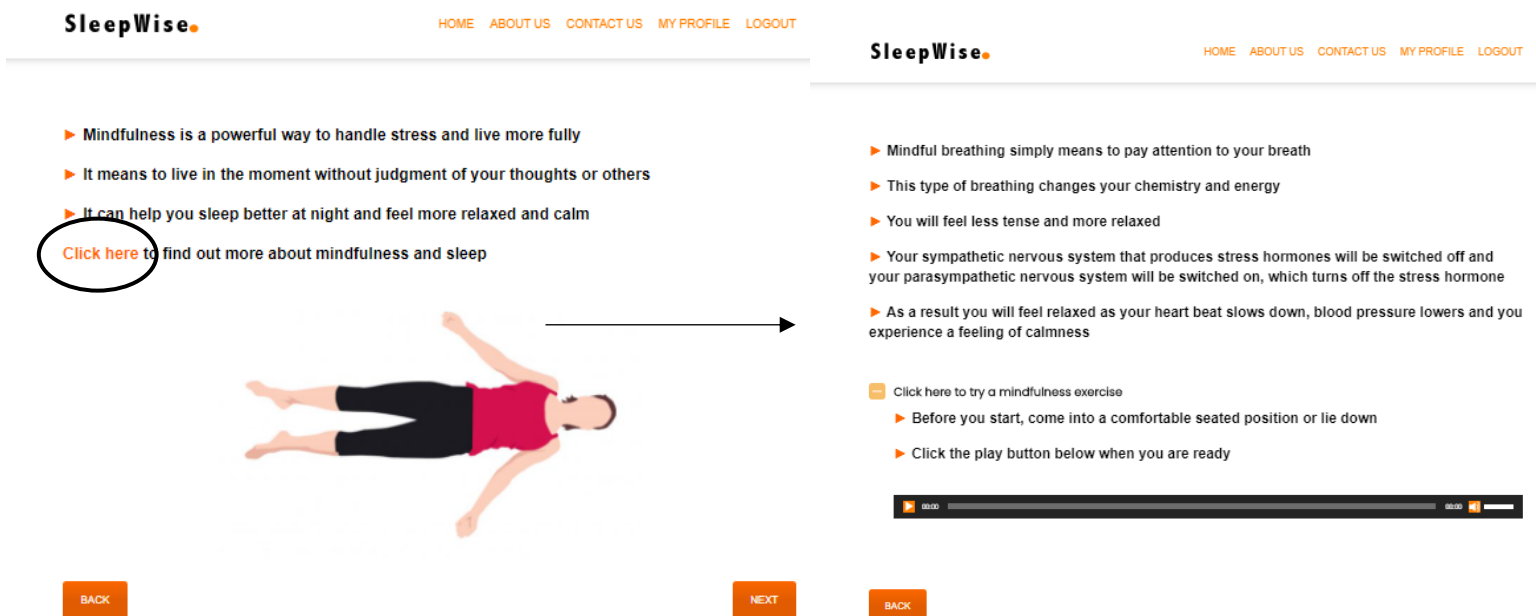 SleepWise.
HOME ABOUT US CONTACT US MY PROFILE LOGOUT
► Mindfulness is a powerful way to handle stress and live more fully
► It means to live in the moment without judgment of your thoughts or others
► It can help you sleep better at night and feel more relaxed and calm
Click here to find out more about mindfulness and sleep
BACK
NEXT
SleepWise.
HOME ABOUT US CONTACT US MY PROFILE LOGOUT
► Mindful breathing simply means to pay attention to your breath
► This type of breathing changes your chemistry and energy
► You will feel less tense and more relaxed
► Your sympathetic nervous system that produces stress hormones will be switched off and
your parasympathetic nervous system will be switched on, which turns off the stress hormone
► As a result you will feel relaxed as your heart beat slows down, blood pressure lowers and you
experience a feeling of calmness
Click here to try a mindfulness exercise
► Before you start, come into a comfortable seated position or lie down
► Click the play button below when you are ready
00:00 00:00
BACK